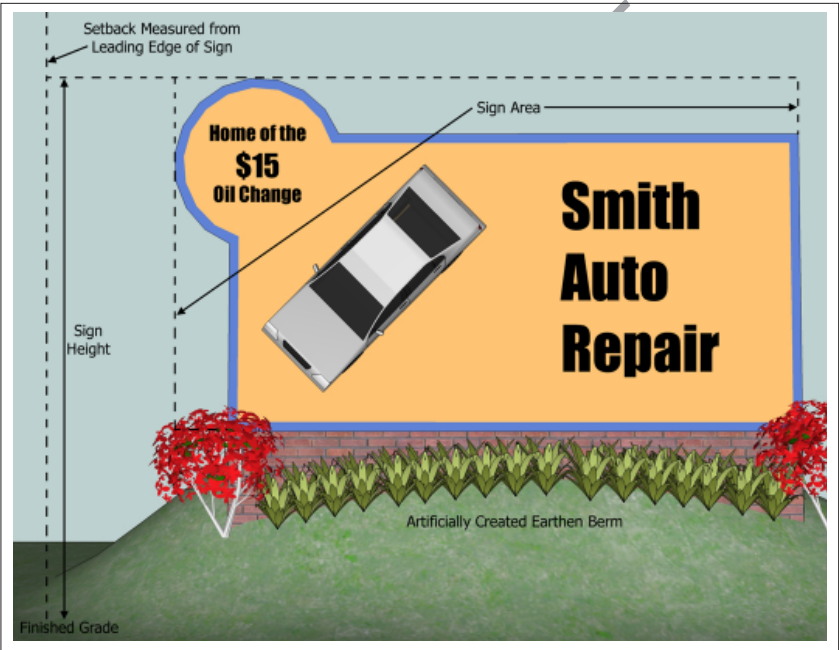 Setback Measured from
Leading Edge of Sign
Sign Area
Home of the
$15
Oil Change
Smith
Auto
Repair
Sign
Height
Artificially Created Earthen Berm
Finished Grade